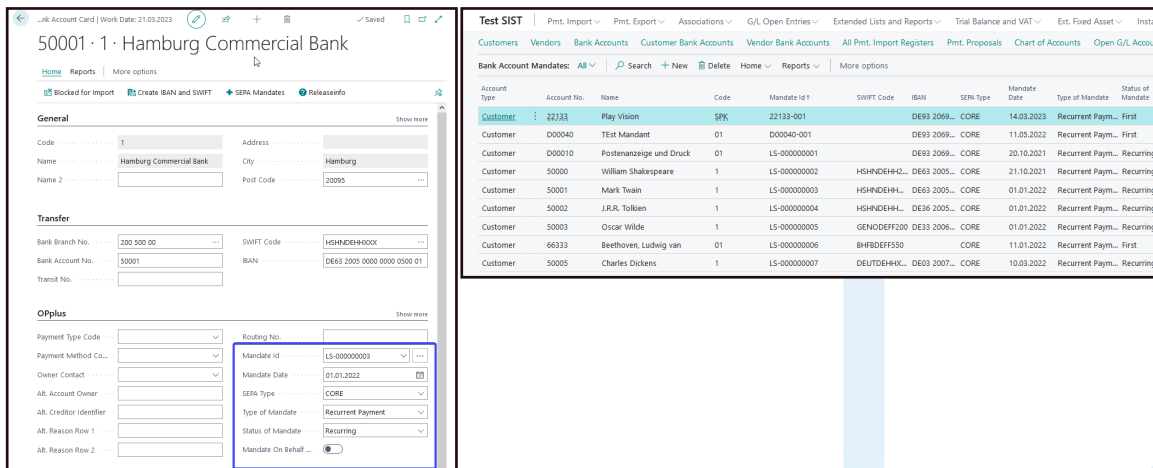 ...nk Account Card | Work Date: 21.03.2023
Saved
50001 · 1 · Hamburg Commercial Bank
Home Reports More options
Blocked for Import Create IBAN and SWIFT SEPA Mandates Releaseinfo
General Show more
Code 1 Address
Name Hamburg Commercial Bank City Hamburg
Name 2 Post Code 20095
Transfer
Bank Branch No. 200 500 00 SWIFT Code HSHNDEHHXXX
Bank Account No. 50001 IBAN DE63 2005 0000 0000 0500 01
Transit No.
OPplus Show more
Payment Type Code Routing No.
Payment Method Co... Mandate Id LS-000000003
Owner Contact Mandate Date 01.01.2022
Alt. Account Owner SEPA Type CORE
Alt. Creditor Identifier Type of Mandate Recurrent Payment
Alt. Reason Row 1 Status of Mandate Recurring
Alt. Reason Row 2 Mandate On Behalf ...
Test SIST Pmt. Import Pmt. Export Associations G/L Open Entries Extended Lists and Reports Trial Balance and VAT Ext. Fixed Asset Insta
Customers Vendors Bank Accounts Customer Bank Accounts Vendor Bank Accounts All Pmt. Import Registers Pmt. Proposals Chart of Accounts Open G/L Accou
Bank Account Mandates: All Search New Delete Home Reports More options
Account Type Account No. Name Code Mandate Id ↑ SWIFT Code IBAN SEPA Type Mandate Date Type of Mandate Status of Mandate
Customer 22133 Play Vision SPK 22133-001 DE93 2069... CORE 14.03.2023 Recurrent Paym... First
Customer D00040 TEst Mandant 01 D00040-001 DE93 2069... CORE 11.05.2022 Recurrent Paym... First
Customer D00010 Postenanzeige und Druck 01 LS-000000001 DE93 2069... CORE 20.10.2021 Recurrent Paym... Recurring
Customer 50000 William Shakespeare 1 LS-000000002 HSHNDEHH2... DE63 2005... CORE 21.10.2021 Recurrent Paym... Recurring
Customer 50001 Mark Twain 1 LS-000000003 HSHNDEHH... DE63 2005... CORE 01.01.2022 Recurrent Paym... Recurring
Customer 50002 J.R.R. Tolkien 1 LS-000000004 HSHNDEHH... DE36 2005... CORE 01.01.2022 Recurrent Paym... Recurring
Customer 50003 Oscar Wilde 1 LS-000000005 GENODEFF200 DE33 2006... CORE 01.01.2022 Recurrent Paym... Recurring
Customer 66333 Beethoven, Ludwig van 01 LS-000000006 BHFBDEFF550 CORE 11.01.2022 Recurrent Paym... First
Customer 50005 Charles Dickens 1 LS-000000007 DEUTDEHHX... DE03 2007... CORE 10.03.2022 Recurrent Paym... Recurring